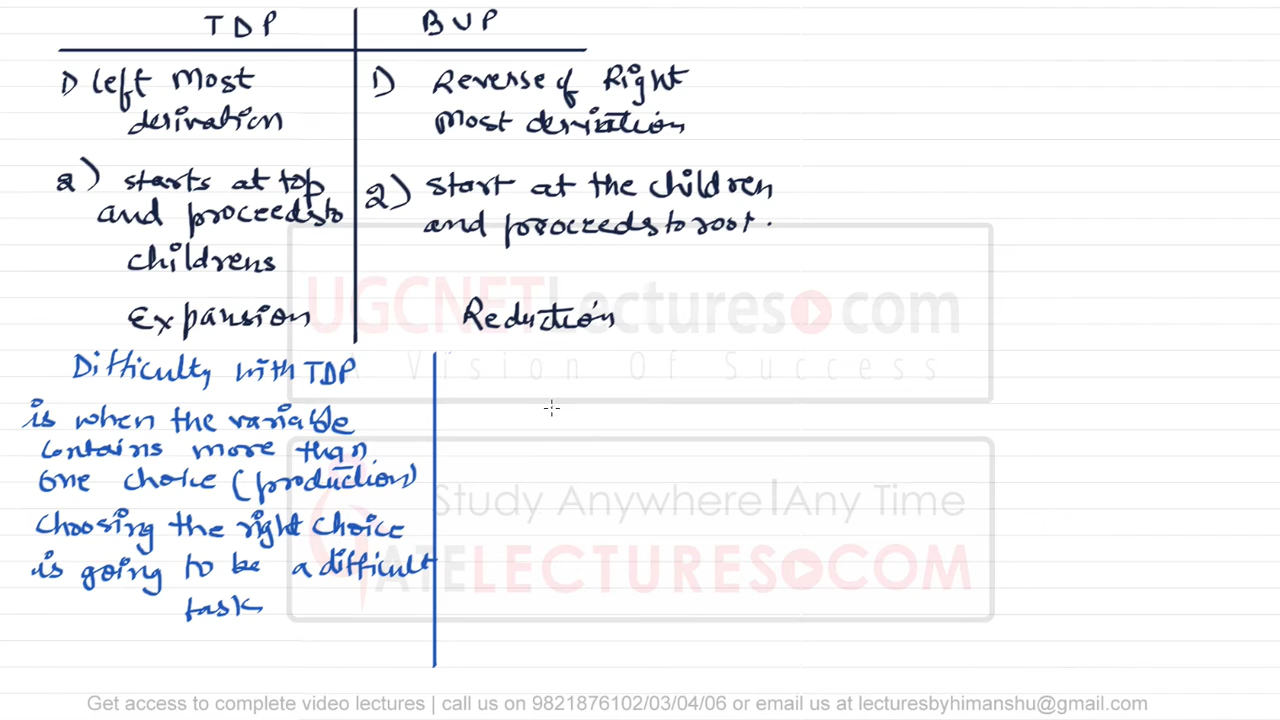 TDP
BUP
1) left most
derivation
1) Reverse of Right
most derivation
2) starts at top
and proceeds to
childrens
2) start at the children
and proceeds to root.
Expansion
Reduction
Difficulty with TDP
is when the variable
contains more than
one choice (production)
choosing the right choice
is going to be a difficult
task
UGCNETLectures.com
A Vision Of Success
Study Anywhere|Any Time
GATELECTURES.COM
Get access to complete video lectures | call us on 9821876102/03/04/06 or email us at lecturesbyhimanshu@gmail.com